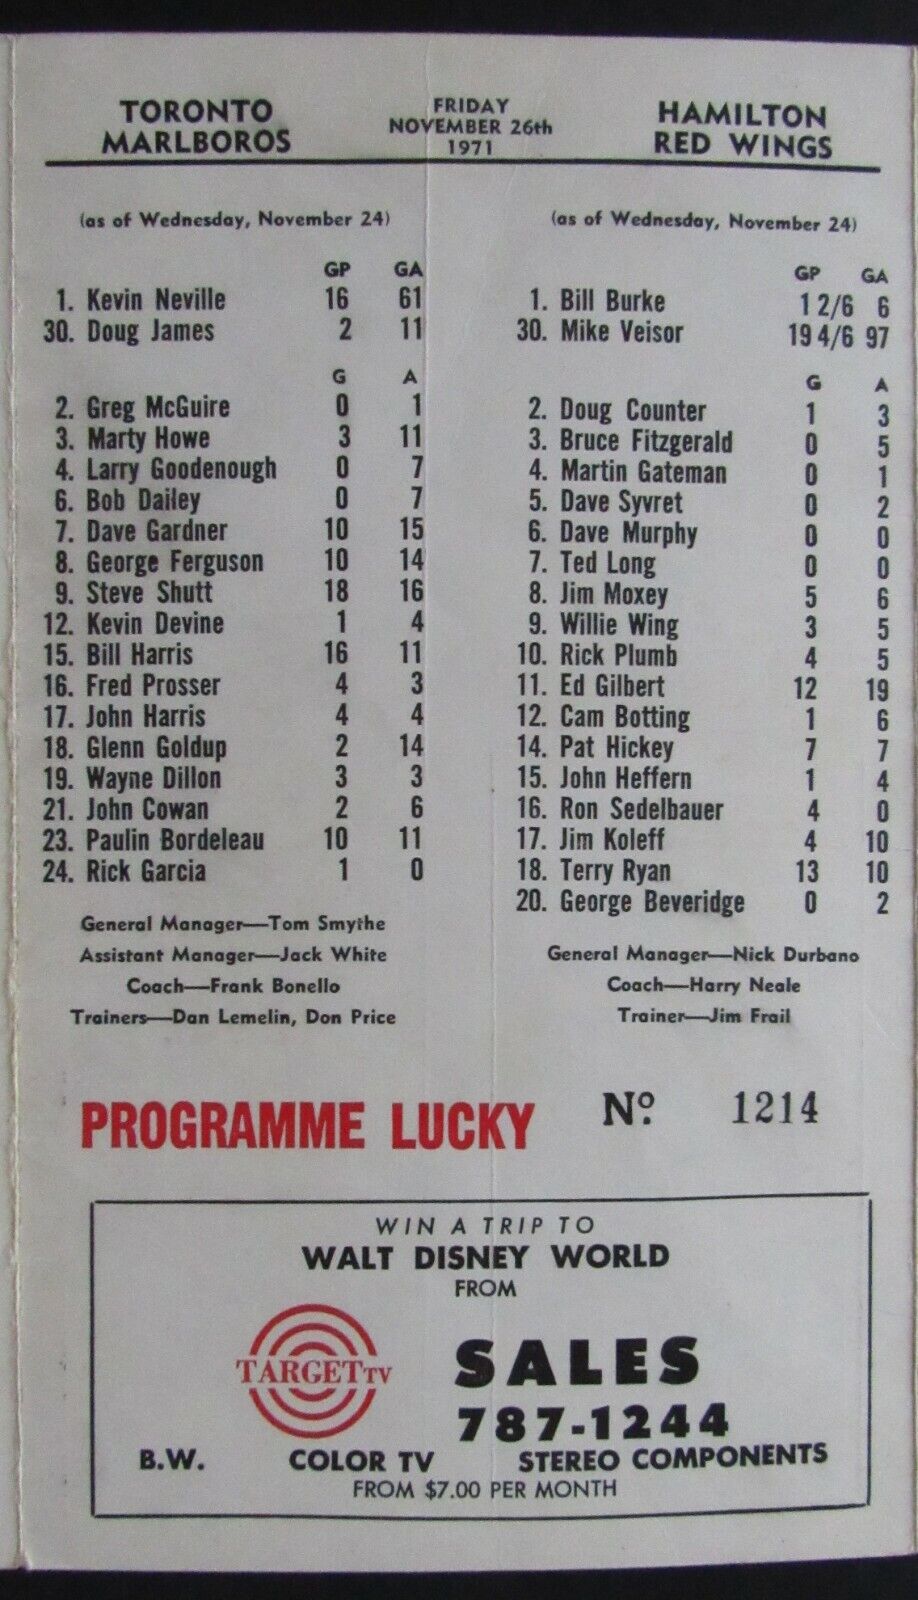 TORONTO
MARLBOROS
FRIDAY
NOVEMBER 26th
1971
HAMILTON
RED WINGS
(as of Wednesday, November 24)
GP GA
1. Kevin Neville 16 61
30. Doug James 2 11
G A
2. Greg McGuire 0 1
3. Marty Howe 3 11
4. Larry Goodenough 0 7
6. Bob Dailey 0 7
7. Dave Gardner 10 15
8. George Ferguson 10 14
9. Steve Shutt 18 16
12. Kevin Devine 1 4
15. Bill Harris 16 11
16. Fred Prosser 4 3
17. John Harris 4 4
18. Glenn Goldup 2 14
19. Wayne Dillon 3 3
21. John Cowan 2 6
23. Paulin Bordeleau 10 11
24. Rick Garcia 1 0
General Manager—Tom Smythe
Assistant Manager—Jack White
Coach—Frank Bonello
Trainers—Dan Lemelin, Don Price
(as of Wednesday, November 24)
GP GA
1. Bill Burke 1 2/6 6
30. Mike Veisor 19 4/6 97
G A
2. Doug Counter 1 3
3. Bruce Fitzgerald 0 5
4. Martin Gateman 0 1
5. Dave Syvret 0 2
6. Dave Murphy 0 0
7. Ted Long 0 0
8. Jim Moxey 5 6
9. Willie Wing 3 5
10. Rick Plumb 4 5
11. Ed Gilbert 12 19
12. Cam Botting 1 6
14. Pat Hickey 7 7
15. John Heffern 1 4
16. Ron Sedelbauer 4 0
17. Jim Koleff 4 10
18. Terry Ryan 13 10
20. George Beveridge 0 2
General Manager—Nick Durbano
Coach—Harry Neale
Trainer—Jim Frail
PROGRAMME LUCKY Nº. 1214
WIN A TRIP TO
WALT DISNEY WORLD
FROM
TARGET TV
SALES
787-1244
B.W. COLOR TV STEREO COMPONENTS
FROM $7.00 PER MONTH